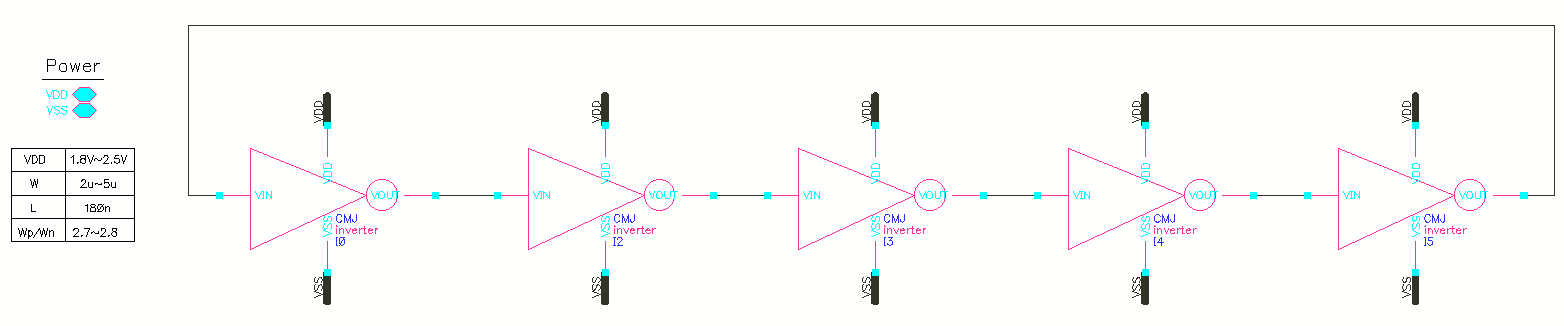 Power
VDD
VSS
VDD 1.8V~2.5V
W 2u~5u
L 180n
Wp/Wn 2.7~2.8
VDD
VDD
VIN
VOUT
VSS
CMJ
inverter
I0
VSS
VDD
VDD
VIN
VOUT
VSS
CMJ
inverter
I2
VSS
VDD
VDD
VIN
VOUT
VSS
CMJ
inverter
I3
VSS
VDD
VDD
VIN
VOUT
VSS
CMJ
inverter
I4
VSS
VDD
VDD
VIN
VOUT
VSS
CMJ
inverter
I5
VSS